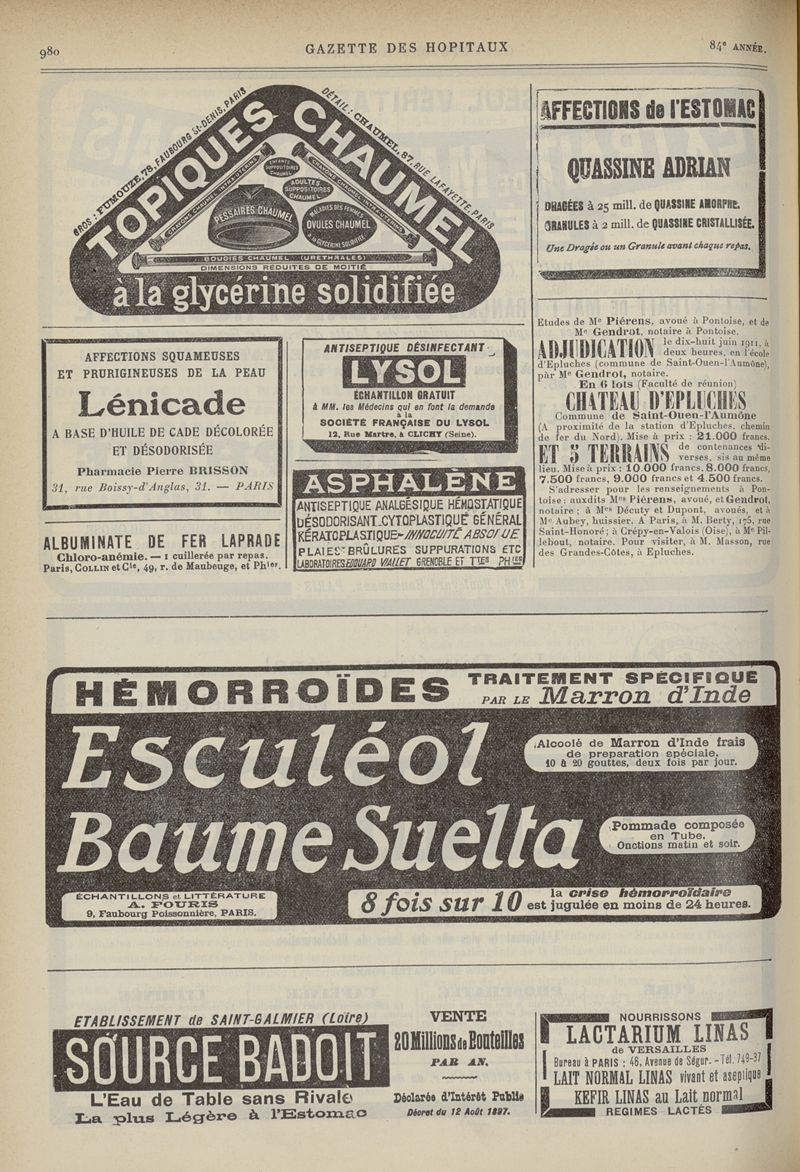 980
GAZETTE DES HOPITAUX
84e ANNÉE.
GROS : FUMOUZE, 78, FAUBOURG St-DENIS, PARIS
DÉTAIL : CHAUMEL, 87, RUE LAFAYETTE, PARIS
TOPIQUES CHAUMEL
CRAYONS CHAUMEL INTRA-UTERINS
ENFANTS
SUPPOSITOIRES
CHAUMEL
ADULTES
SUPPOSITOIRES
CHAUMEL
PESSAIRES CHAUMEL
MALADIES DES FEMMES
OVULES CHAUMEL
à la GLYCERINE SOLIDIFIÉE
BOUGIES CHAUMEL (URETHRALES)
DIMENSIONS RÉDUITES DE MOITIÉ
à la glycérine solidifiée
AFFECTIONS de l'ESTOMAC
QUASSINE ADRIAN
DRAGÉES à 25 mill. de QUASSINE AMORPHE.
GRANULES à 2 mill. de QUASSINE CRISTALLISÉE.
Une Dragée ou un Granule avant chaque repas.
AFFECTIONS SQUAMEUSES
ET PRURIGINEUSES DE LA PEAU
Lénicade
A BASE D'HUILE DE CADE DÉCOLORÉE
ET DÉSODORISÉE
Pharmacie Pierre BRISSON
31, rue Boissy-d'Anglas, 31. — PARIS
ALBUMINATE DE FER LAPRADE
Chloro-anémie. — 1 cuillerée par repas.
Paris, COLLIN et Cie, 49, r. de Maubeuge, et Phies.
ANTISEPTIQUE DÉSINFECTANT
LYSOL
ÉCHANTILLON GRATUIT
à MM. les Médecins qui en font la demande
à la
SOCIÉTÉ FRANÇAISE DU LYSOL
12, Rue Martre, à CLICHY (Seine).
ASPHALÈNE
ANTISEPTIQUE ANALGÉSIQUE HÉMOSTATIQUE
DÉSODORISANT.CYTOPLASTIQUE GÉNÉRAL
KÉRATOPLASTIQUE-INNOCUITÉ ABSOLUE
PLAIES BRÛLURES SUPPURATIONS ETC
LABORATOIRES EDOUARD VIALLET GRENOBLE ET TTES PHIES
Etudes de Me Piérens, avoué à Pontoise, et de
Me Gendrot, notaire à Pontoise.
ADJUDICATION le dix-huit juin 1911, à
deux heures, en l'école
d'Epluches (commune de Saint-Ouen-l'Aumône),
par Me Gendrot, notaire.
En 6 lots (Faculté de réunion)
CHATEAU D'EPLUCHES
Commune de Saint-Ouen-l'Aumône
(A proximité de la station d'Epluches, chemin
de fer du Nord). Mise à prix : 21.000 francs.
ET 5 TERRAINS de contenances di-
verses, sis au même
lieu. Mise à prix : 10.000 francs, 8.000 francs,
7.500 francs, 9.000 francs et 4.500 francs.
S'adresser pour les renseignements à Pon-
toise: auxdits Mes Piérens, avoué, et Gendrot,
notaire ; à Mes Décuty et Dupont, avoués, et à
Me Aubey, huissier. A Paris, à M. Berty, 175, rue
Saint-Honoré ; à Crépy-en-Valois (Oise), à Me Pil-
lebout, notaire. Pour visiter, à M. Masson, rue
des Grandes-Côtes, à Epluches.
HÉMORROÏDES
TRAITEMENT SPÉCIFIQUE
PAR LE Marron d'Inde
Esculéol
Alcoolé de Marron d'Inde frais
de preparation spéciale.
10 à 20 gouttes, deux fois par jour.
Baume Suelta
Pommade composée
en Tube.
Onctions matin et soir.
ÉCHANTILLONS et LITTÉRATURE
A. FOURIS
9, Faubourg Poissonnière, PARIS.
8 fois sur 10 la crise hémorroïdaire
est jugulée en moins de 24 heures.
ETABLISSEMENT de SAINT-GALMIER (Loire)
SOURCE BADOIT
L'Eau de Table sans Rivale
La plus Légère à l'Estomac
VENTE
20 Millions de Bouteilles
PAR AN.
Déclarée d'Intérêt Public
Décret du 12 Août 1897.
NOURRISSONS
LACTARIUM LINAS
de VERSAILLES
Bureau à PARIS : 46, Avenue de Ségur. - Tél. 749-37
LAIT NORMAL LINAS vivant et aseptique
KEFIR LINAS au Lait normal
REGIMES LACTÉS